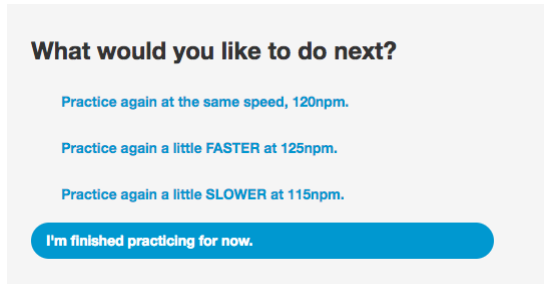 What would you like to do next?
Practice again at the same speed, 120npm.
Practice again a little FASTER at 125npm.
Practice again a little SLOWER at 115npm.
I'm finished practicing for now.